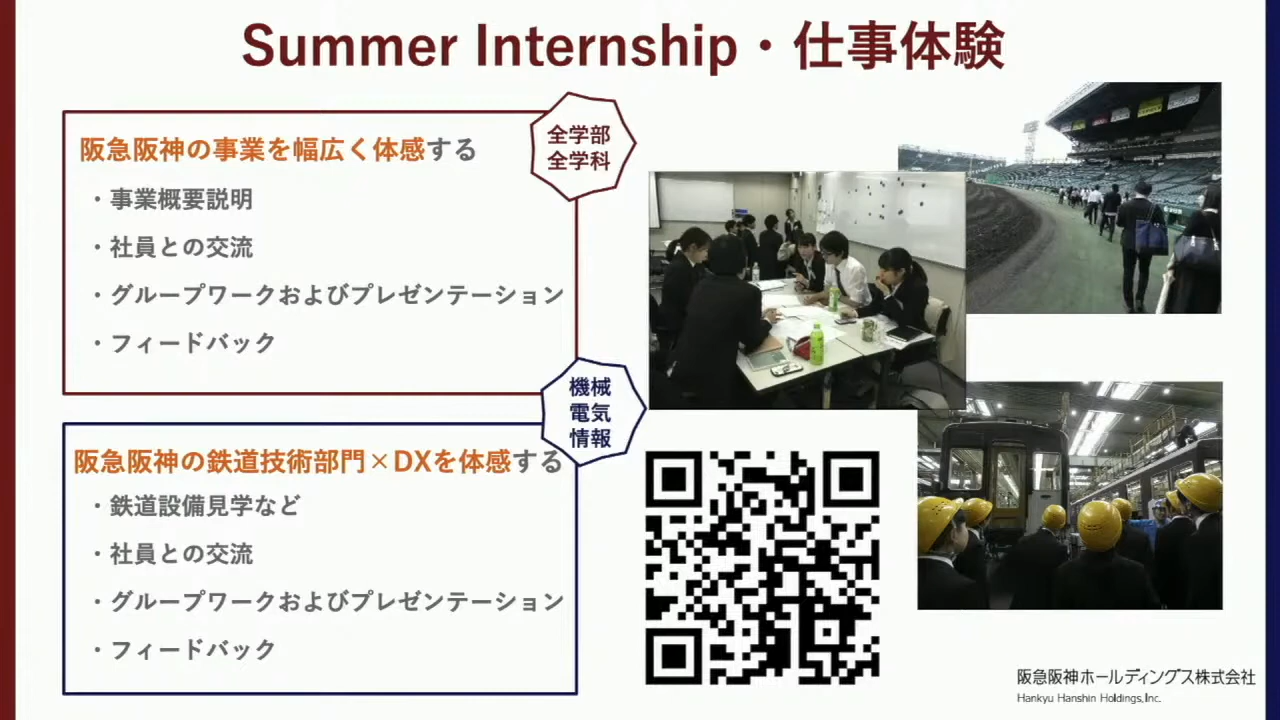 Summer Internship・仕事体験
全学部
全学科
阪急阪神の事業を幅広く体感する
・事業概要説明
・社員との交流
・グループワークおよびプレゼンテーション
・フィードバック
機械
電気
情報
阪急阪神の鉄道技術部門×DXを体感する
・鉄道設備見学など
・社員との交流
・グループワークおよびプレゼンテーション
・フィードバック
阪急阪神ホールディングス株式会社
Hankyu Hanshin Holdings,Inc.